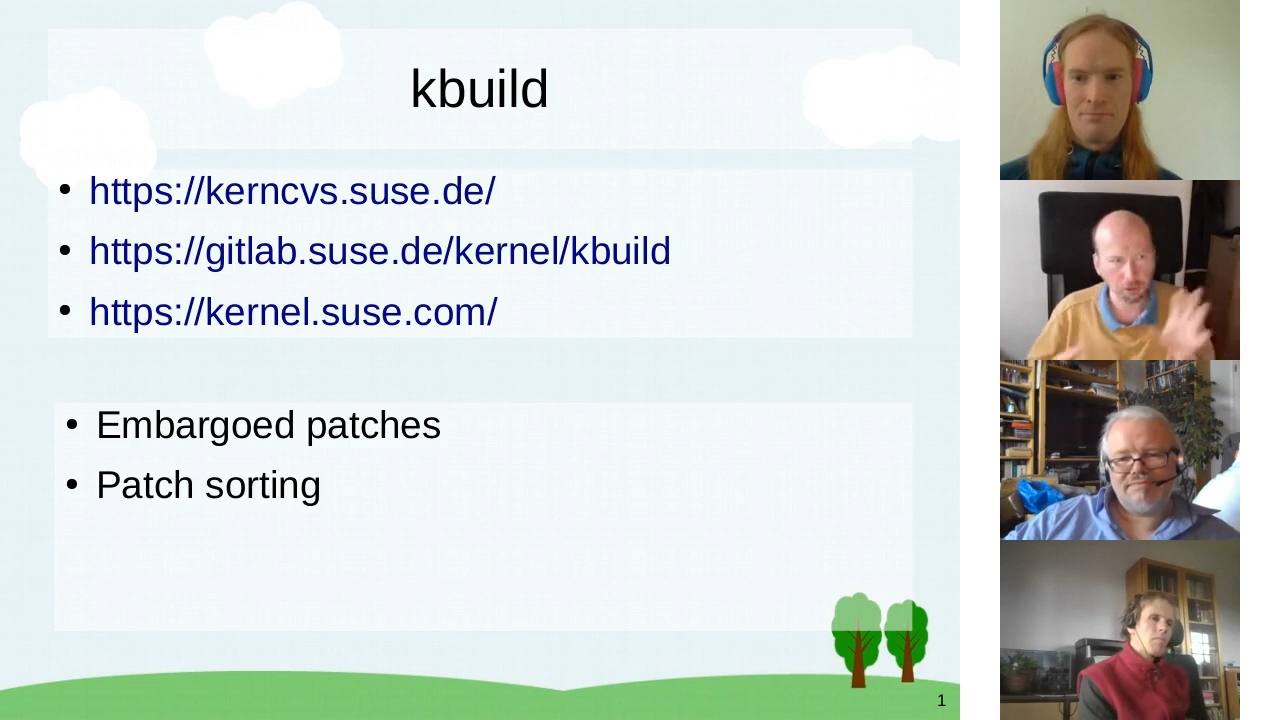 kbuild
https://kerncvs.suse.de/
https://gitlab.suse.de/kernel/kbuild
https://kernel.suse.com/
Embargoed patches
Patch sorting
1